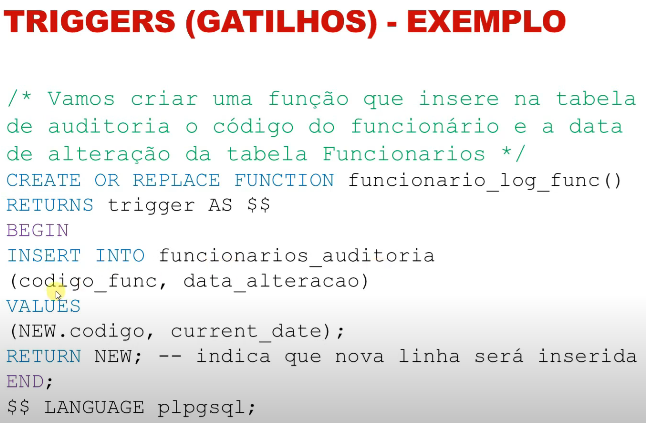 TRIGGERS (GATILHOS) - EXEMPLO
/* Vamos criar uma função que insere na tabela
de auditoria o código do funcionário e a data
de alteração da tabela Funcionarios */
CREATE OR REPLACE FUNCTION funcionario_log_func()
RETURNS trigger AS $$
BEGIN
INSERT INTO funcionarios_auditoria
(codigo_func, data_alteracao)
VALUES
(NEW.codigo, current_date);
RETURN NEW; -- indica que nova linha será inserida
END;
$$ LANGUAGE plpgsql;